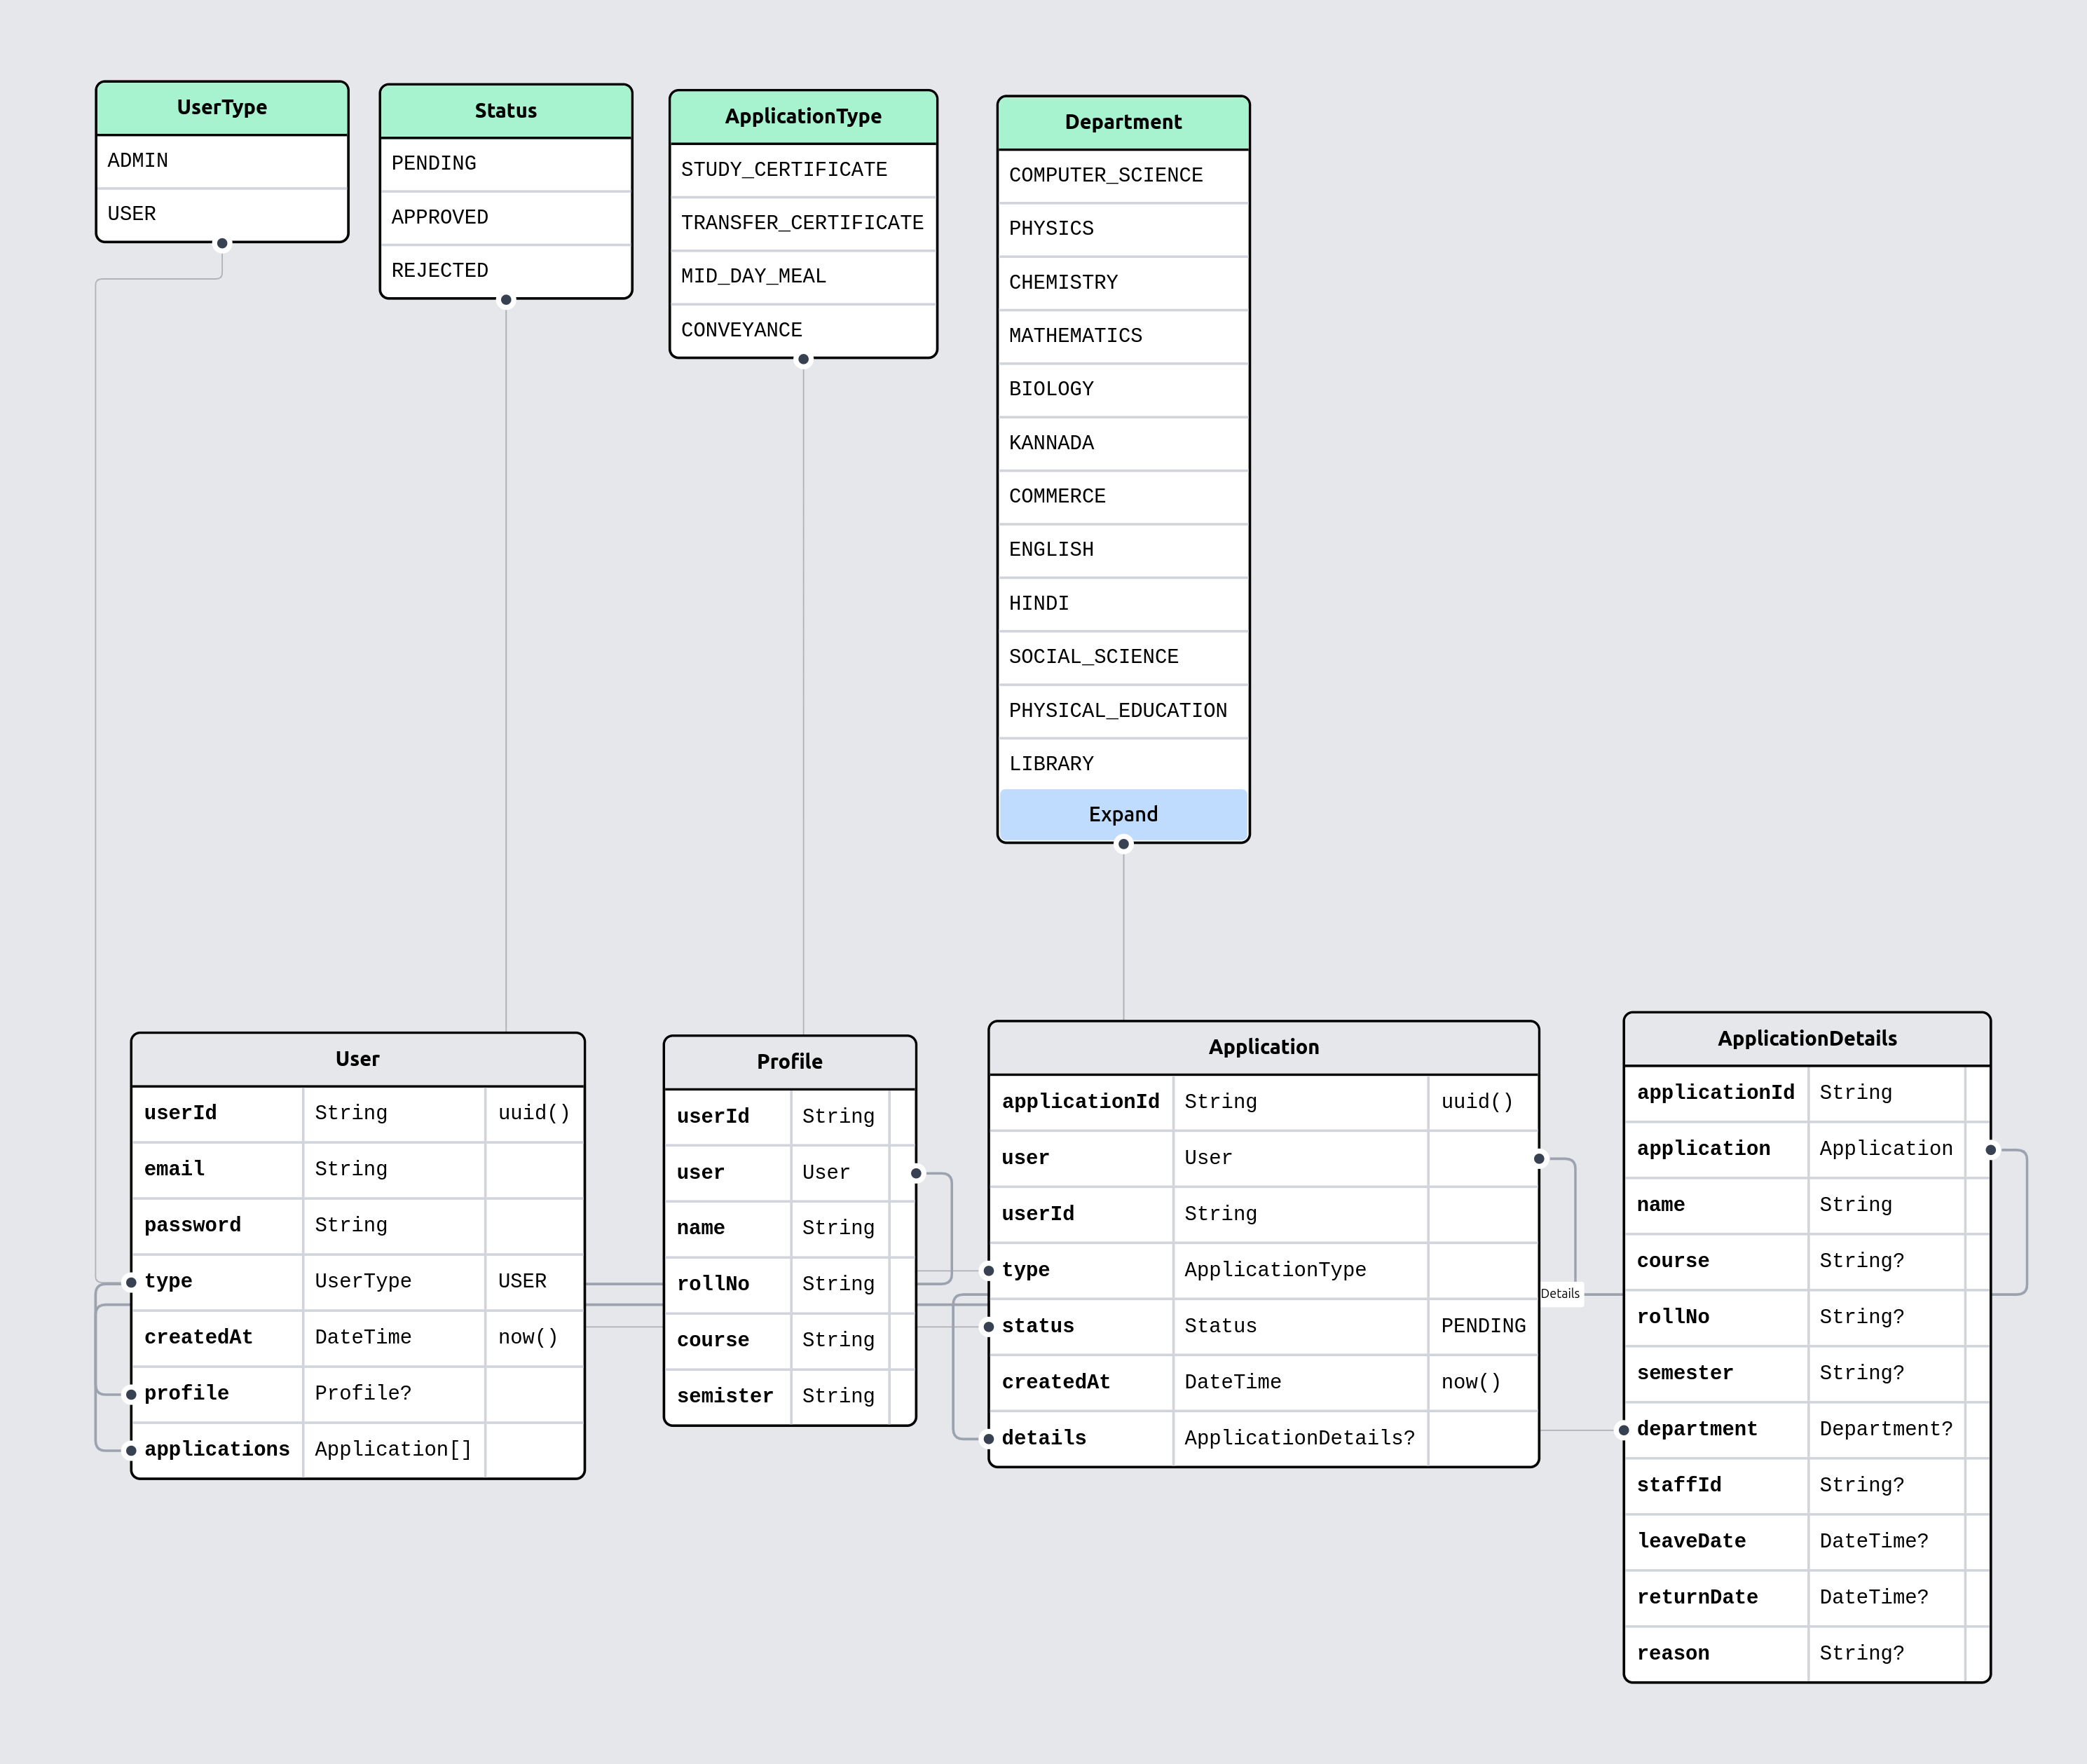 UserType
ADMIN
USER
Status
PENDING
APPROVED
REJECTED
ApplicationType
STUDY_CERTIFICATE
TRANSFER_CERTIFICATE
MID_DAY_MEAL
CONVEYANCE
Department
COMPUTER_SCIENCE
PHYSICS
CHEMISTRY
MATHEMATICS
BIOLOGY
KANNADA
COMMERCE
ENGLISH
HINDI
SOCIAL_SCIENCE
PHYSICAL_EDUCATION
LIBRARY
Expand
User
userId String uuid()
email String
password String
type UserType USER
createdAt DateTime now()
profile Profile?
applications Application[]
Profile
userId String
user User
name String
rollNo String
course String
semister String
Application
applicationId String uuid()
user User
userId String
type ApplicationType
status Status PENDING
createdAt DateTime now()
details ApplicationDetails?
Details
ApplicationDetails
applicationId String
application Application
name String
course String?
rollNo String?
semester String?
department Department?
staffId String?
leaveDate DateTime?
returnDate DateTime?
reason String?